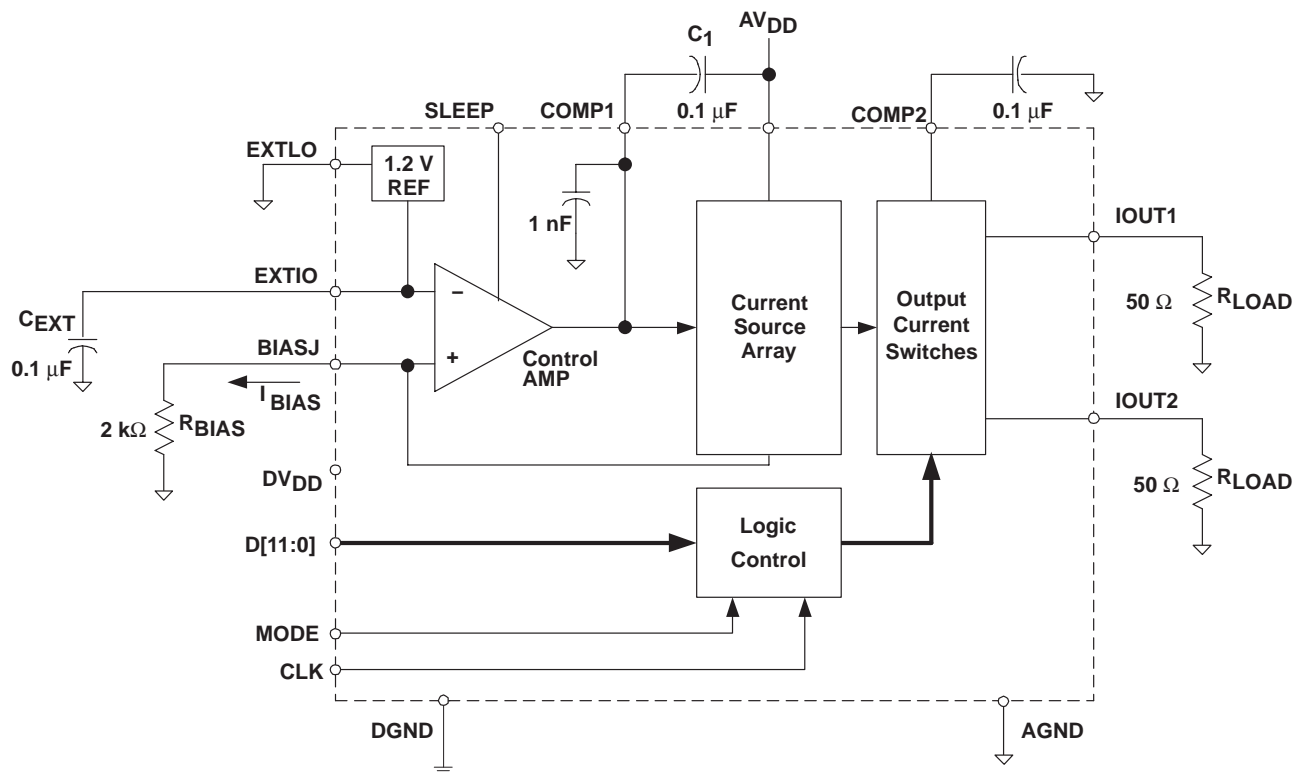 AVDD
C1
0.1 μF
SLEEP
COMP1
COMP2
0.1 μF
EXTLO
1.2 V
REF
1 nF
IOUT1
EXTIO
–
50 Ω
RLOAD
CEXT
0.1 μF
BIASJ
+
Control
AMP
Current
Source
Array
Output
Current
Switches
IBIAS
2 kΩ
RBIAS
IOUT2
DVDD
50 Ω
RLOAD
D[11:0]
Logic
Control
MODE
CLK
DGND
AGND